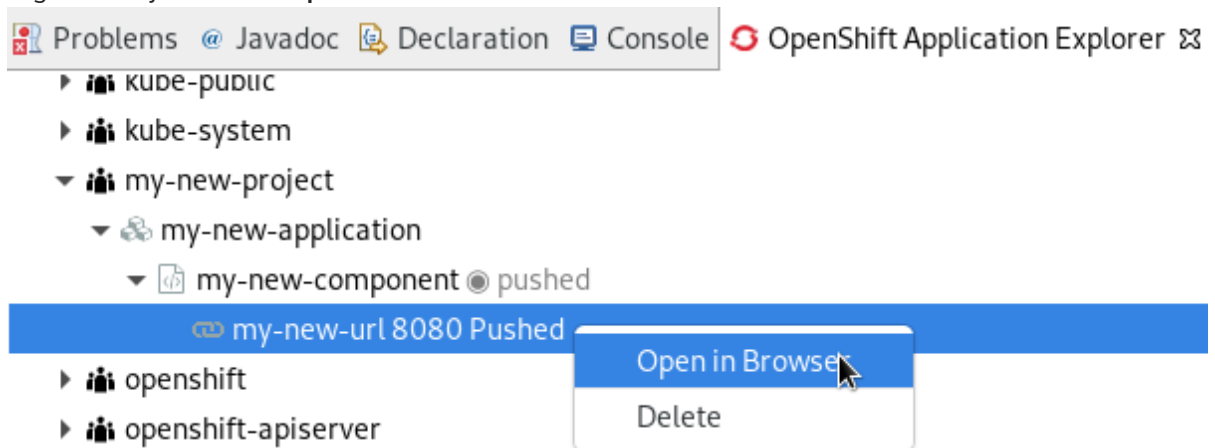 Problems @ Javadoc Declaration Console OpenShift Application Explorer
kube-public
kube-system
my-new-project
my-new-application
my-new-component pushed
my-new-url 8080 Pushed
Open in Browser
openshift
Delete
openshift-apiserver